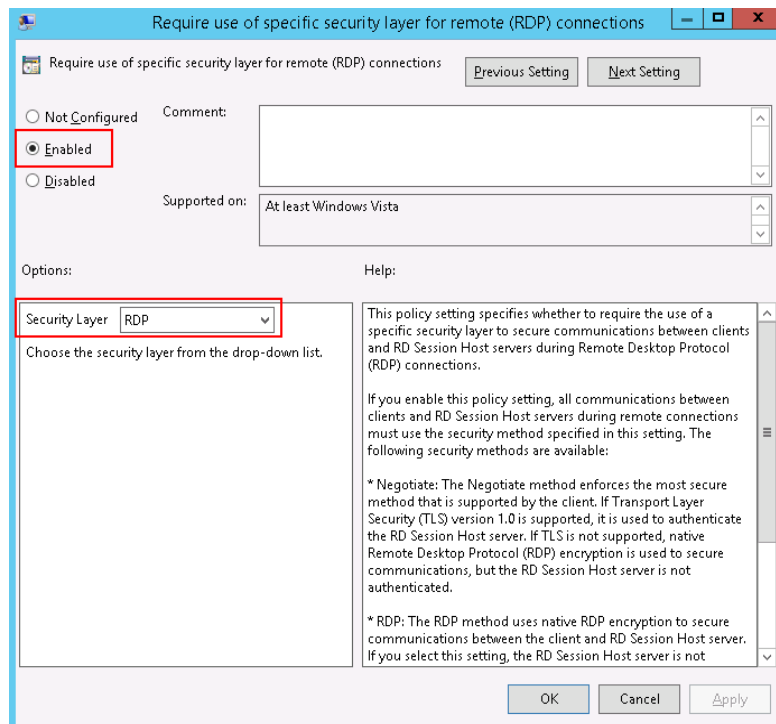 Require use of specific security layer for remote (RDP) connections
Require use of specific security layer for remote (RDP) connections
Previous Setting
Next Setting
Not Configured
Comment:
Enabled
Disabled
Supported on:
At least Windows Vista
Options:
Help:
Security Layer
RDP
Choose the security layer from the drop-down list.
This policy setting specifies whether to require the use of a
specific security layer to secure communications between clients
and RD Session Host servers during Remote Desktop Protocol
(RDP) connections.
If you enable this policy setting, all communications between
clients and RD Session Host servers during remote connections
must use the security method specified in this setting. The
following security methods are available:
* Negotiate: The Negotiate method enforces the most secure
method that is supported by the client. If Transport Layer
Security (TLS) version 1.0 is supported, it is used to authenticate
the RD Session Host server. If TLS is not supported, native
Remote Desktop Protocol (RDP) encryption is used to secure
communications, but the RD Session Host server is not
authenticated.
* RDP: The RDP method uses native RDP encryption to secure
communications between the client and RD Session Host server.
If you select this setting, the RD Session Host server is not
OK
Cancel
Apply